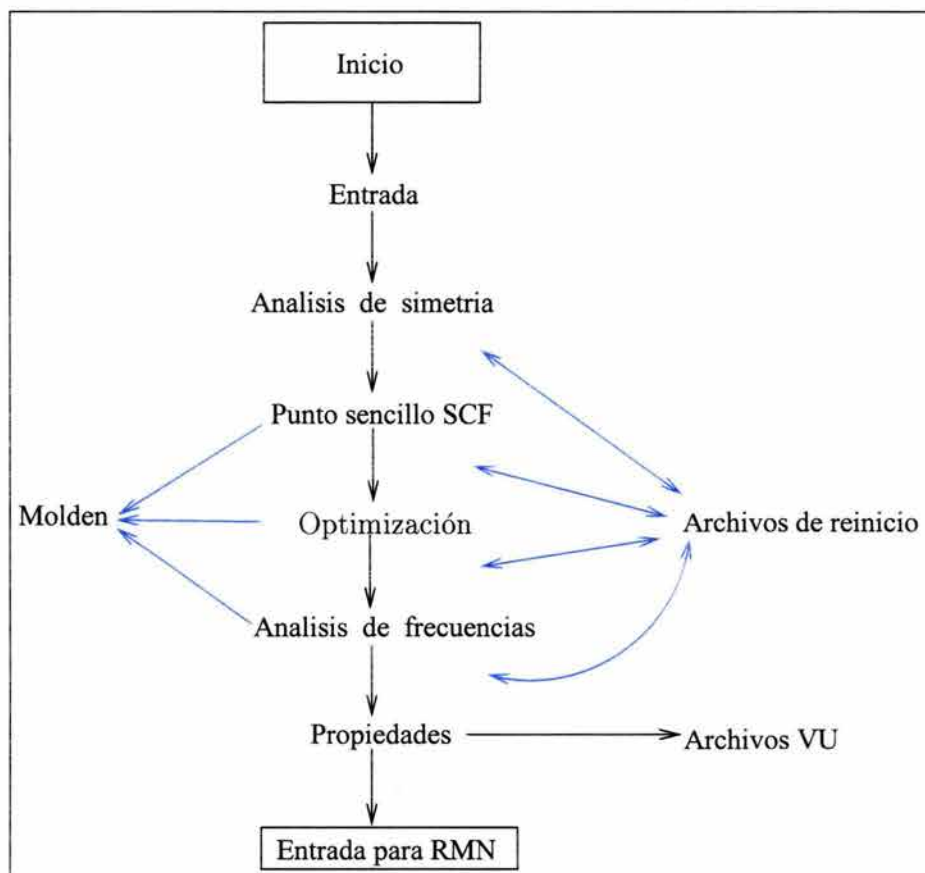 Inicio
Entrada
Analisis de simetria
Punto sencillo SCF
Molden
Optimización
Archivos de reinicio
Analisis de frecuencias
Propiedades
Archivos VU
Entrada para RMN